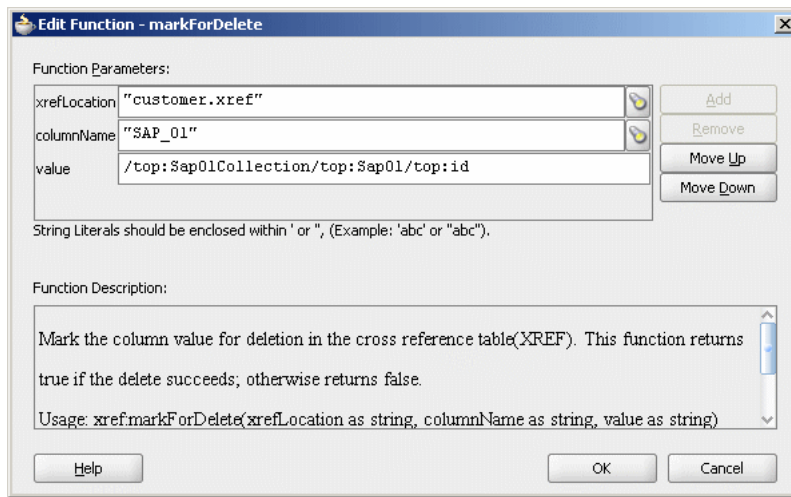 Edit Function - markForDelete
Function Parameters:
xrefLocation "customer.xref"
columnName "SAP_01"
value /top:Sap01Collection/top:Sap01/top:id
Add
Remove
Move Up
Move Down
String Literals should be enclosed within ' or ", (Example: 'abc' or "abc").
Function Description:
Mark the column value for deletion in the cross reference table(XREF). This function returns
true if the delete succeeds; otherwise returns false.
Usage: xref:markForDelete(xrefLocation as string, columnName as string, value as string)
Help
OK
Cancel